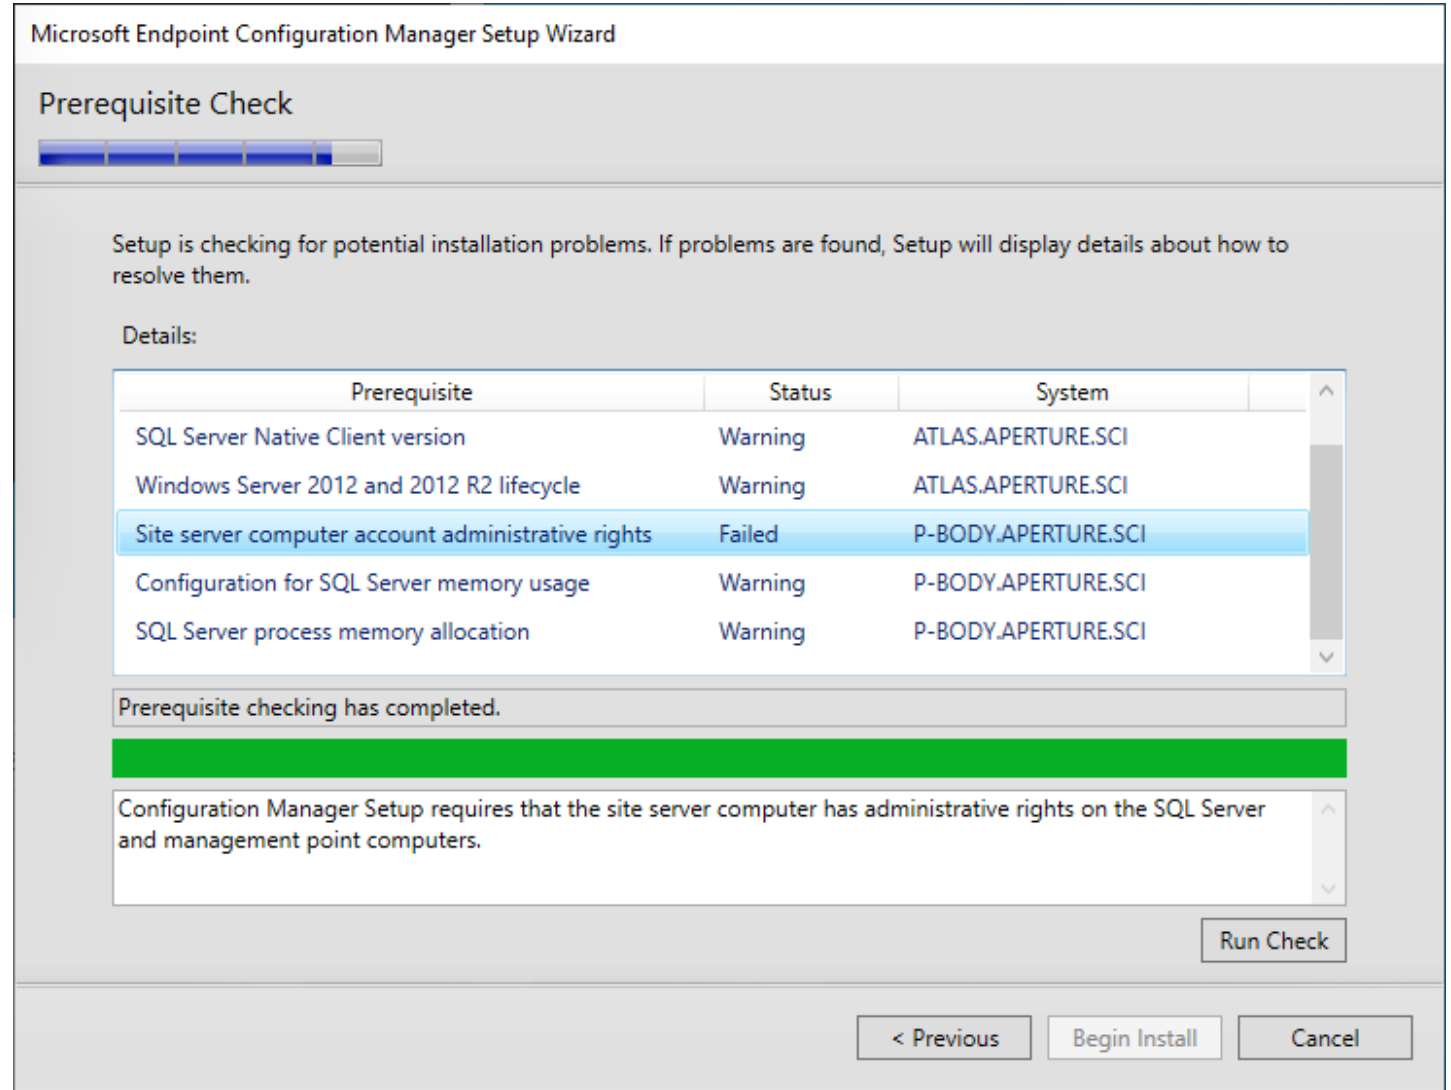 Microsoft Endpoint Configuration Manager Setup Wizard
Prerequisite Check
Setup is checking for potential installation problems. If problems are found, Setup will display details about how to
resolve them.
Details:
Prerequisite Status System
SQL Server Native Client version Warning ATLAS.APERTURE.SCI
Windows Server 2012 and 2012 R2 lifecycle Warning ATLAS.APERTURE.SCI
Site server computer account administrative rights Failed P-BODY.APERTURE.SCI
Configuration for SQL Server memory usage Warning P-BODY.APERTURE.SCI
SQL Server process memory allocation Warning P-BODY.APERTURE.SCI
Prerequisite checking has completed.
Configuration Manager Setup requires that the site server computer has administrative rights on the SQL Server
and management point computers.
Run Check
< Previous Begin Install Cancel